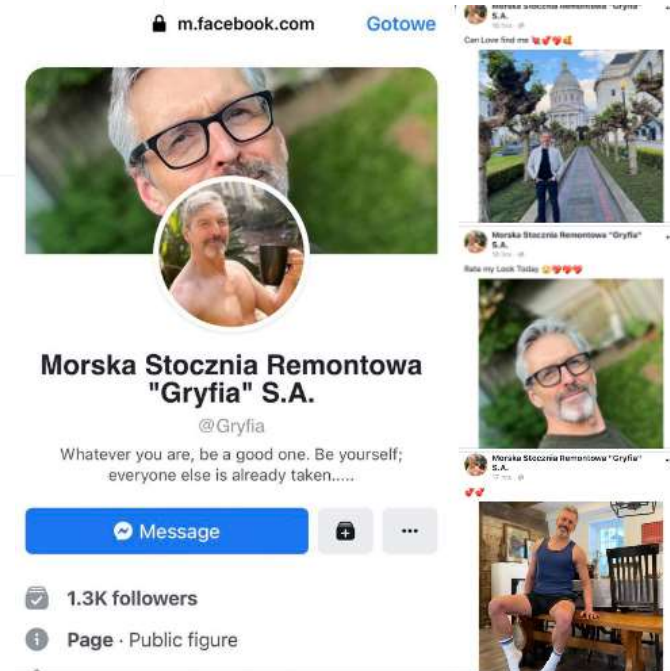 m.facebook.com
Gotowe
Morska Stocznia Remontowa
"Gryfia" S.A.
@Gryfia
Whatever you are, be a good one. Be yourself;
everyone else is already taken.....
Message
1.3K followers
Page · Public figure
Morska Stocznia Remontowa "Gryfia"
S.A.
Can Love find me
Morska Stocznia Remontowa "Gryfia"
S.A.
Rate my Look Today
Morska Stocznia Remontowa "Gryfia"
S.A.